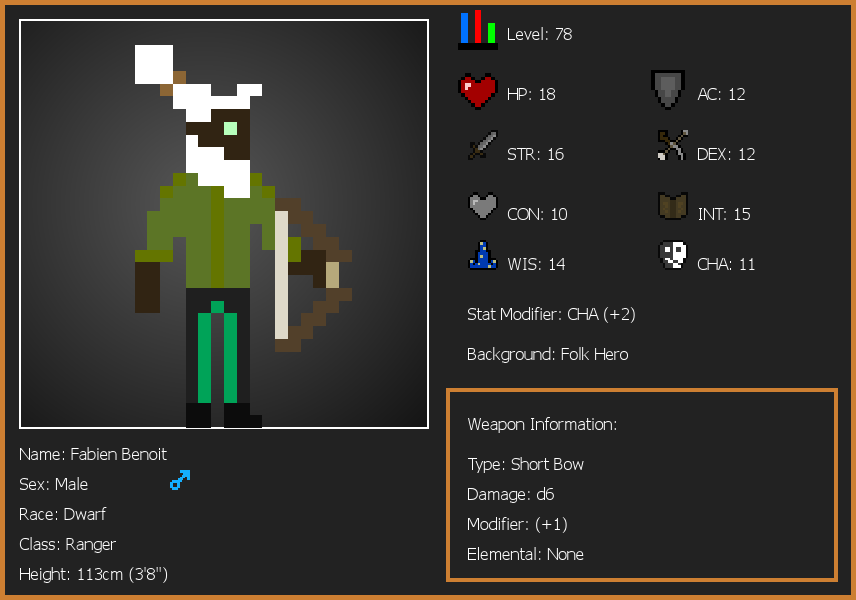 Level: 78
HP: 18
AC: 12
STR: 16
DEX: 12
CON: 10
INT: 15
WIS: 14
CHA: 11
Stat Modifier: CHA (+2)
Background: Folk Hero
Weapon Information:
Type: Short Bow
Damage: d6
Modifier: (+1)
Elemental: None
Name: Fabien Benoit
Sex: Male
Race: Dwarf
Class: Ranger
Height: 113cm (3'8")